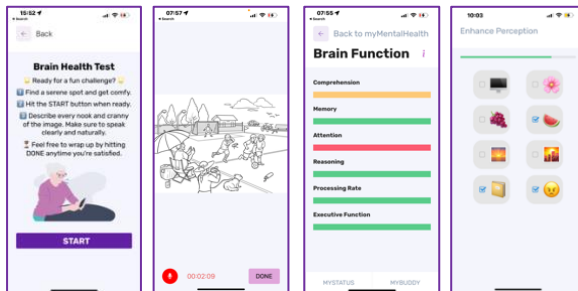 15:52
Search
Back
Brain Health Test
Ready for a fun challenge?
1 Find a serene spot and get comfy.
2 Hit the START button when ready.
3 Describe every nook and cranny
of the image. Make sure to speak
clearly and naturally.
Feel free to wrap up by hitting
DONE anytime you're satisfied.
START
07:57
Search
00:02:09
DONE
07:55
Search
Back to myMentalHealth
Brain Function i
Comprehension
Memory
Attention
Reasoning
Processing Rate
Executive Function
MYSTATUS
MYBUDDY
10:03
Enhance Perception